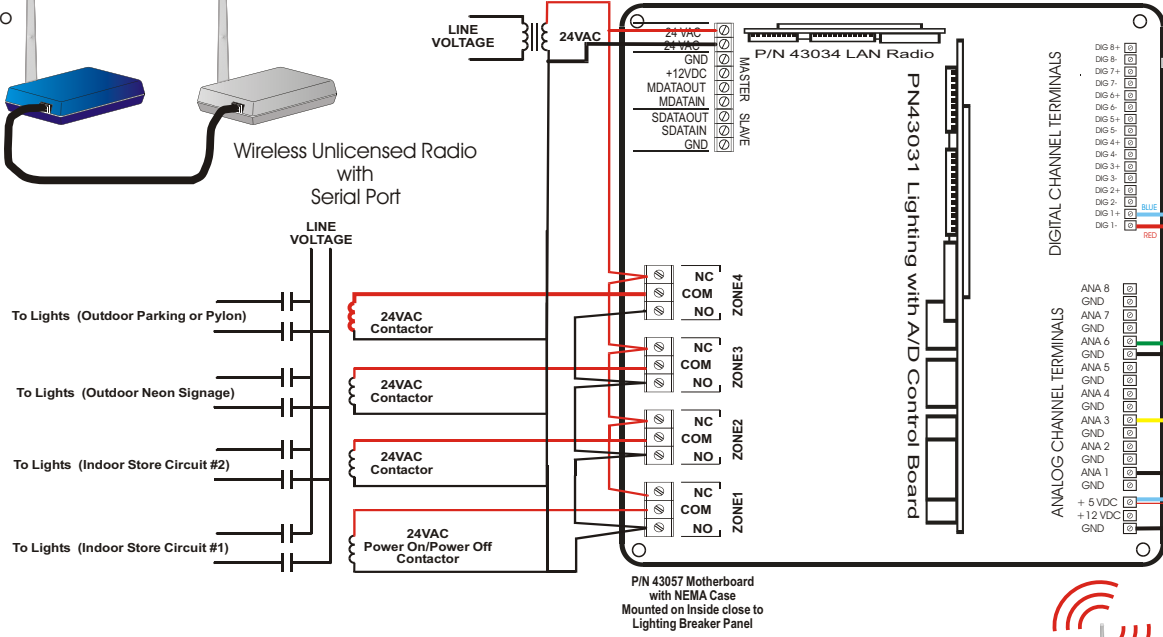 O
LINE
VOLTAGE
24VAC
24 VAC
24 VAC
GND
+12VDC
MDATAOUT
MDATAIN
SDATAOUT
SDATAIN
GND
MASTER SLAVE
P/N 43034 LAN Radio
PN43031 Lighting with A/D Control Board
DIGITAL CHANNEL TERMINALS
DIG 8+
DIG 8-
DIG 7+
DIG 7-
DIG 6+
DIG 6-
DIG 5+
DIG 5-
DIG 4+
DIG 4-
DIG 3+
DIG 3-
DIG 2+
DIG 2-
DIG 1+
DIG 1-
BLUE
RED
Wireless Unlicensed Radio
with
Serial Port
LINE
VOLTAGE
To Lights (Outdoor Parking or Pylon)
24VAC
Contactor
NC
COM
NO
ZONE4
To Lights (Outdoor Neon Signage)
24VAC
Contactor
NC
COM
NO
ZONE3
To Lights (Indoor Store Circuit #2)
24VAC
Contactor
NC
COM
NO
ZONE2
To Lights (Indoor Store Circuit #1)
24VAC
Power On/Power Off
Contactor
NC
COM
NO
ZONE1
ANALOG CHANNEL TERMINALS
ANA 8
GND
ANA 7
GND
ANA 6
GND
ANA 5
GND
ANA 4
GND
ANA 3
GND
ANA 2
GND
ANA 1
GND
+ 5 VDC
+12 VDC
GND
P/N 43057 Motherboard
with NEMA Case
Mounted on Inside close to
Lighting Breaker Panel